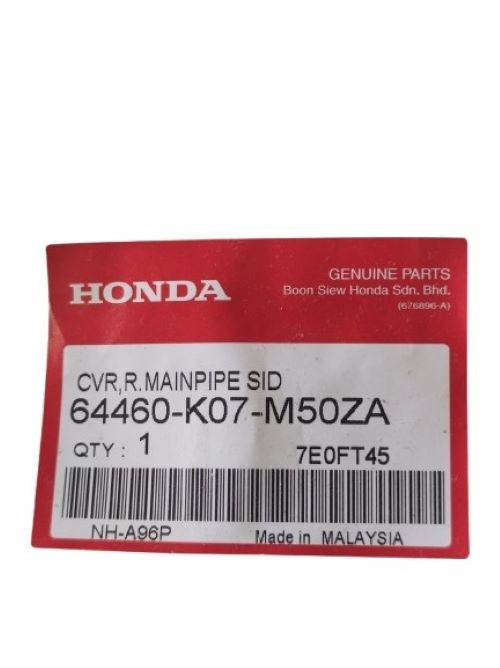 HONDA
GENUINE PARTS
Boon Siew Honda Sdn. Bhd.
(676896-A)
CVR,R.MAINPIPE SID
64460-K07-M50ZA
QTY : 1 7E0FT45
NH-A96P Made in MALAYSIA